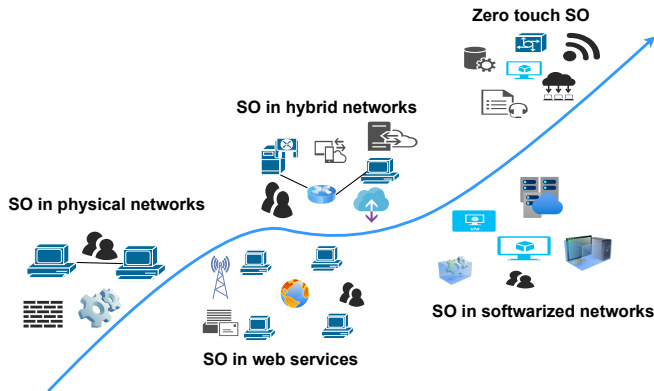 Zero touch SO
SO in hybrid networks
SO in physical networks
VM
SO in softwarized networks
SO in web services